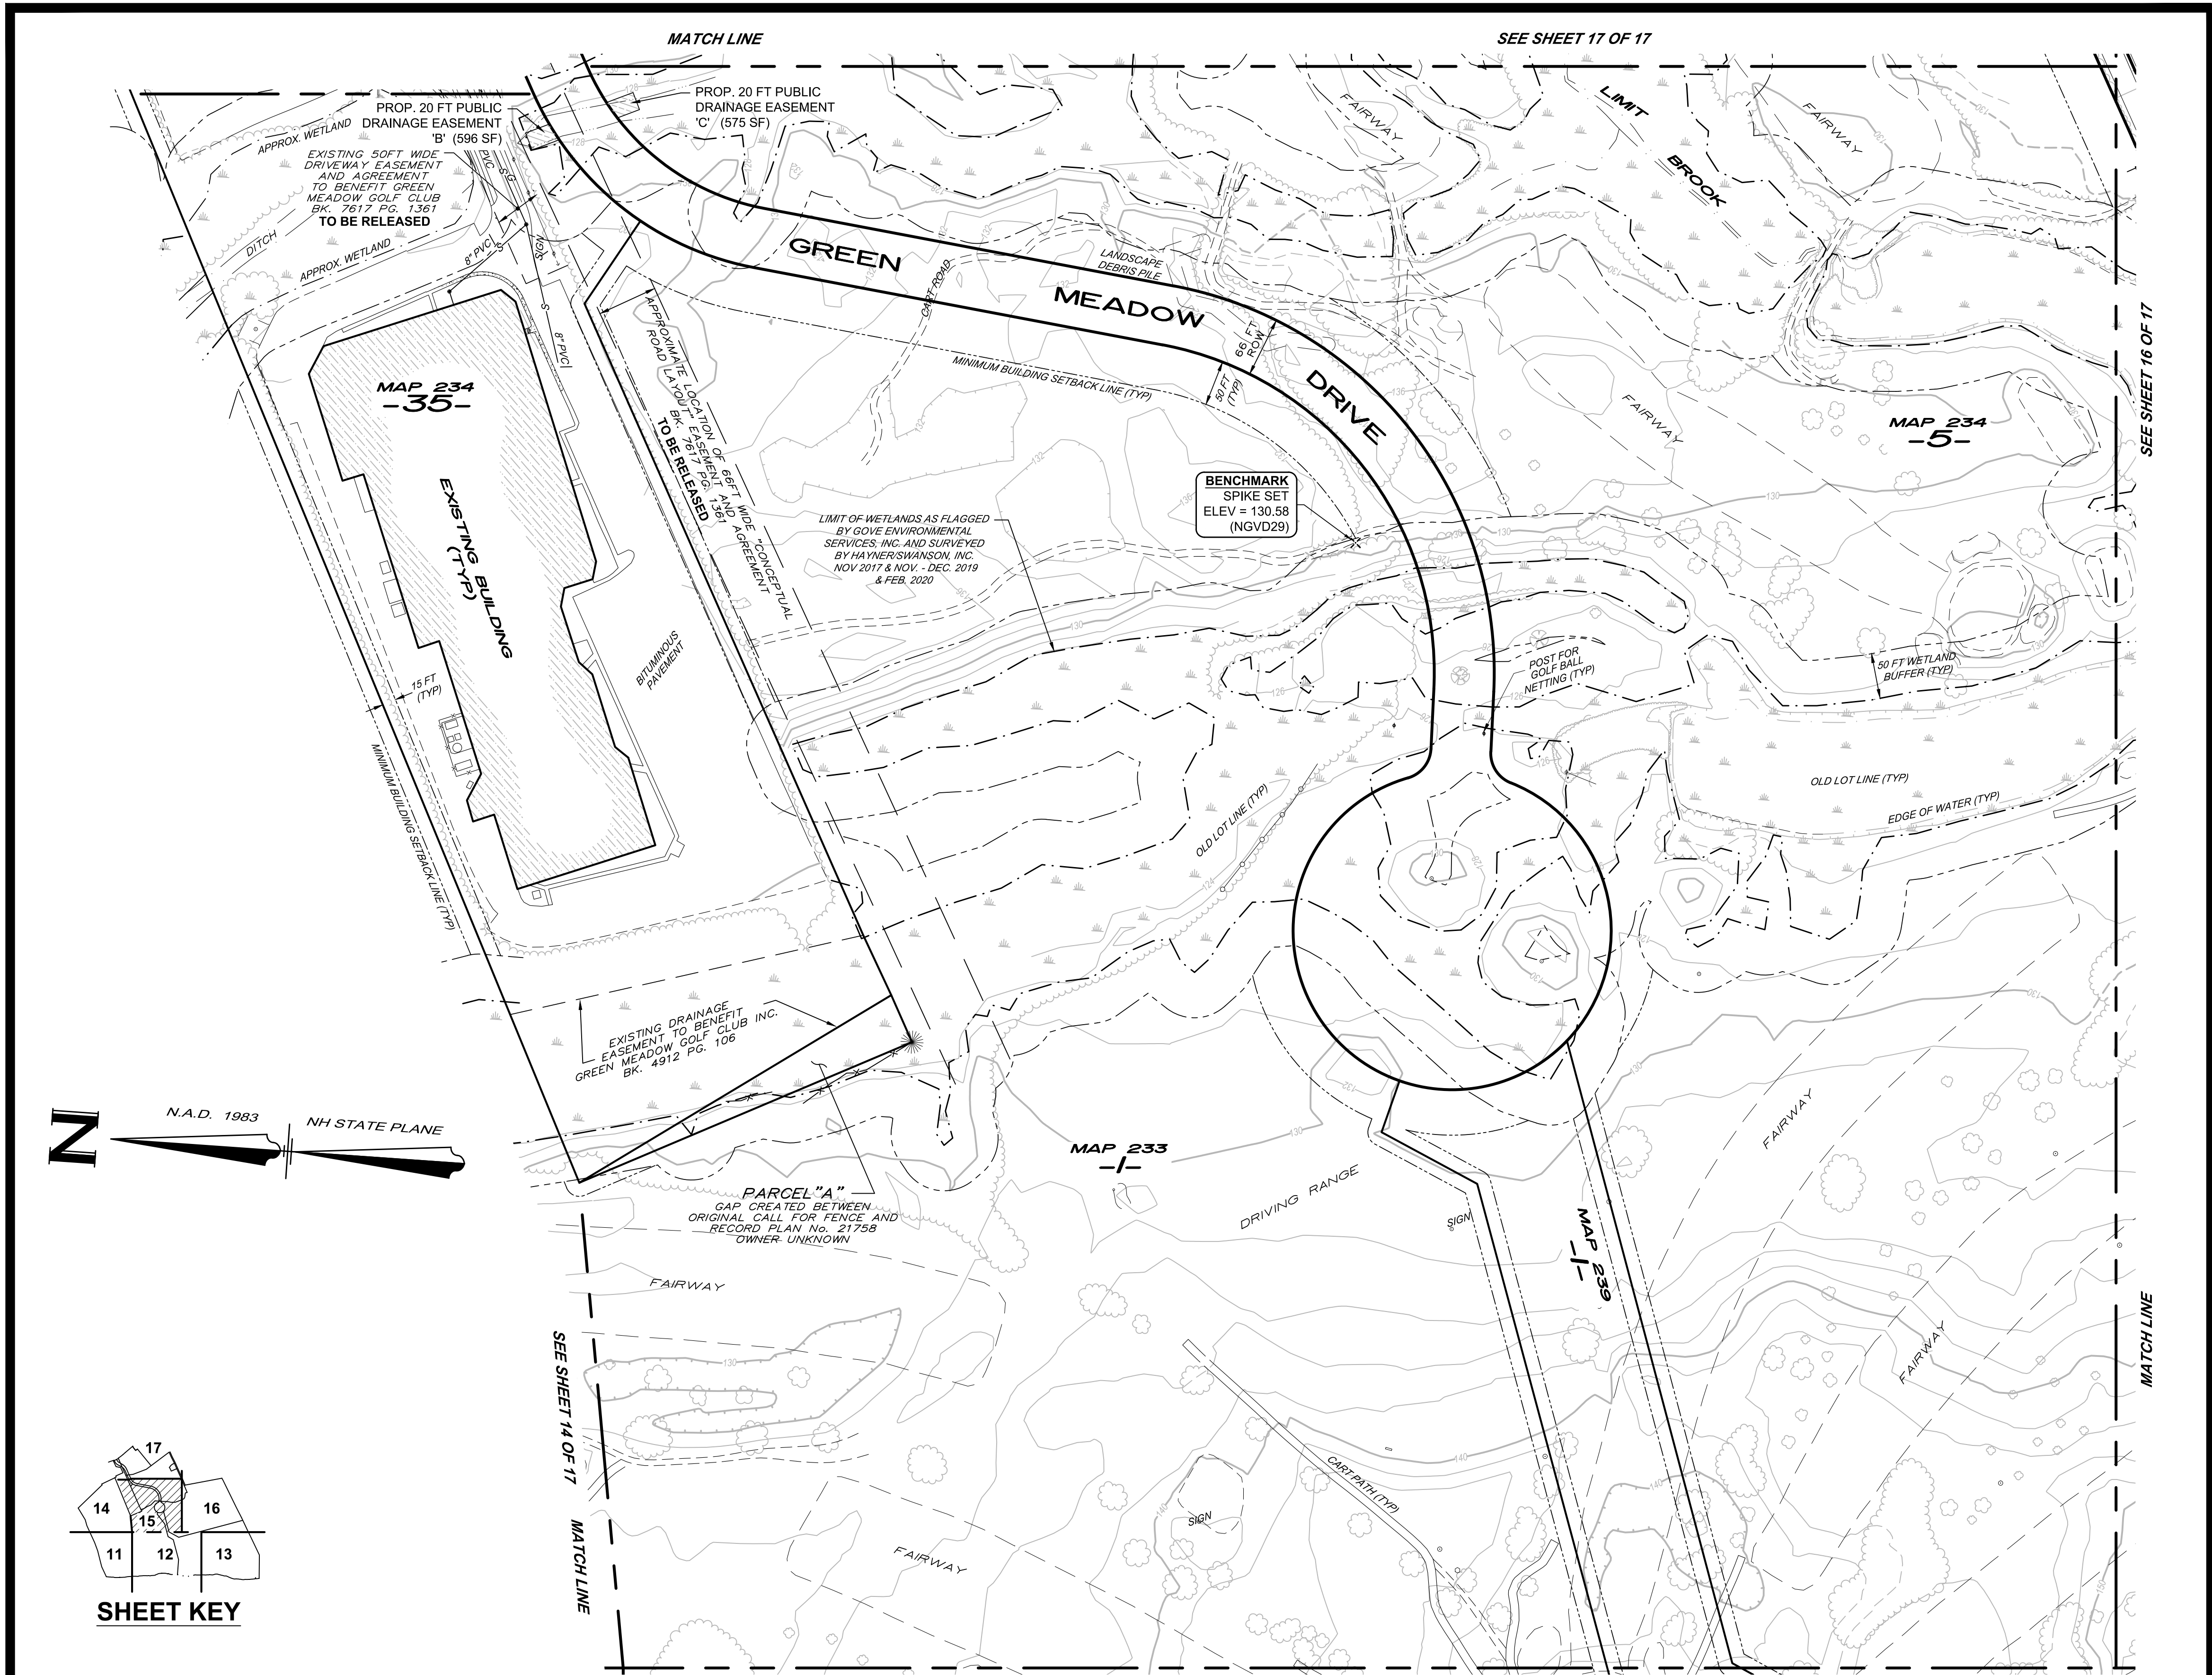 MATCH LINE
SEE SHEET 17 OF 17
PROP. 20 FT PUBLIC
DRAINAGE EASEMENT
'B' (596 SF)
PROP. 20 FT PUBLIC
DRAINAGE EASEMENT
'C' (575 SF)
APPROX. WETLAND
EXISTING 50FT WIDE
DRIVEWAY EASEMENT
AND AGREEMENT
TO BENEFIT GREEN
MEADOW GOLF CLUB
BK. 7617 PG. 1361
TO BE RELEASED
DITCH
APPROX. WETLAND
8" PVC
S
SIGN
S
8" PVC
FAIRWAY
LIMIT
BROOK
FAIRWAY
GREEN
MEADOW
DRIVE
CART ROAD
LANDSCAPE
DEBRIS PILE
66 FT
ROW
50 FT
(TYP)
MINIMUM BUILDING SETBACK LINE (TYP)
APPROXIMATE LOCATION OF 66FT WIDE "CONCEPTUAL
ROAD LAYOUT" EASEMENT AND AGREEMENT
BK. 7617 PG. 1361
TO BE RELEASED
MAP 234
-35-
EXISTING BUILDING
(TYP)
BITUMINOUS
PAVEMENT
15 FT
(TYP)
MINIMUM BUILDING SETBACK LINE (TYP)
LIMIT OF WETLANDS AS FLAGGED
BY GOVE ENVIRONMENTAL
SERVICES, INC. AND SURVEYED
BY HAYNER/SWANSON, INC.
NOV 2017 & NOV. - DEC. 2019
& FEB. 2020
BENCHMARK
SPIKE SET
ELEV = 130.58
(NGVD29)
FAIRWAY
MAP 234
-5-
SEE SHEET 16 OF 17
POST FOR
GOLF BALL
NETTING (TYP)
50 FT WETLAND
BUFFER (TYP)
OLD LOT LINE (TYP)
OLD LOT LINE (TYP)
EDGE OF WATER (TYP)
EXISTING DRAINAGE
EASEMENT TO BENEFIT
GREEN MEADOW GOLF CLUB INC.
BK. 4912 PG. 106
N
N.A.D. 1983
NH STATE PLANE
PARCEL "A"
GAP CREATED BETWEEN
ORIGINAL CALL FOR FENCE AND
RECORD PLAN No. 21758
OWNER UNKNOWN
MAP 233
-1-
DRIVING RANGE
SIGN
MAP 239
-1-
FAIRWAY
FAIRWAY
FAIRWAY
MATCH LINE
SEE SHEET 14 OF 17
MATCH LINE
CART PATH (TYP)
SIGN
FAIRWAY
130
130
130
130
130
140
140
140
150
17
14
15
16
11
12
13
SHEET KEY